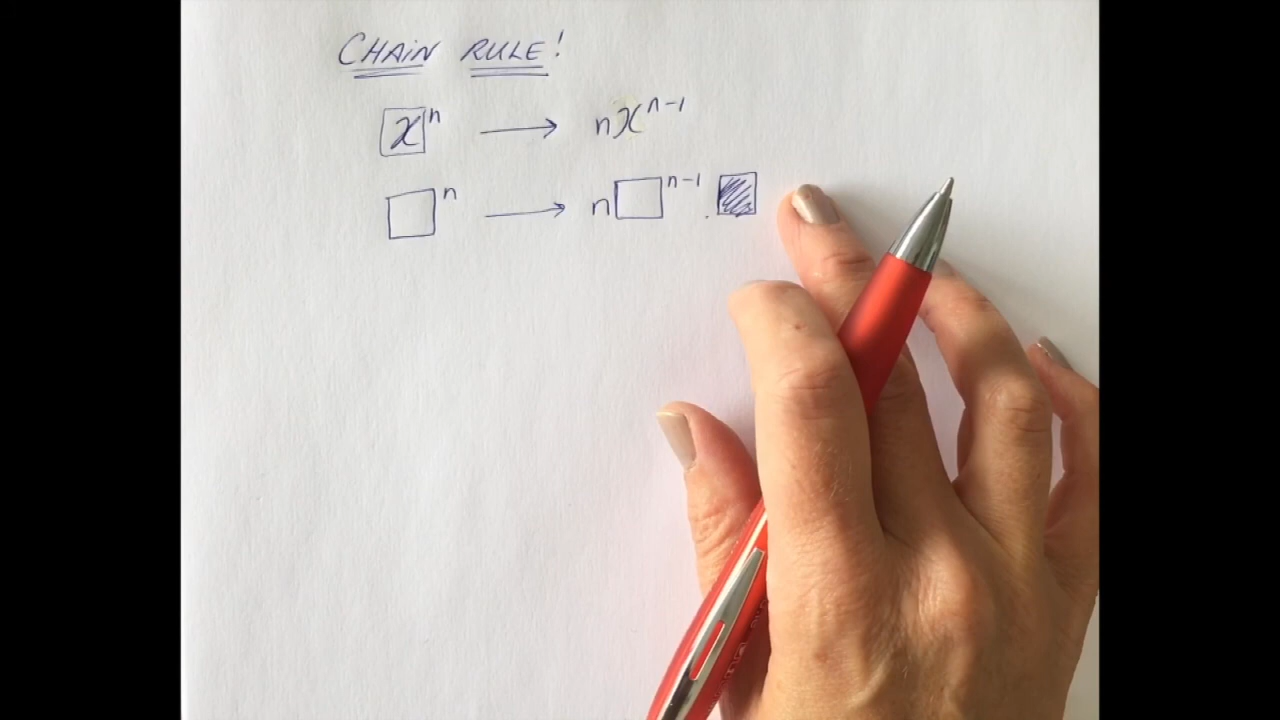 CHAIN RULE!
x^n → nx^{n-1}
□^n → n□^{n-1} . ▨